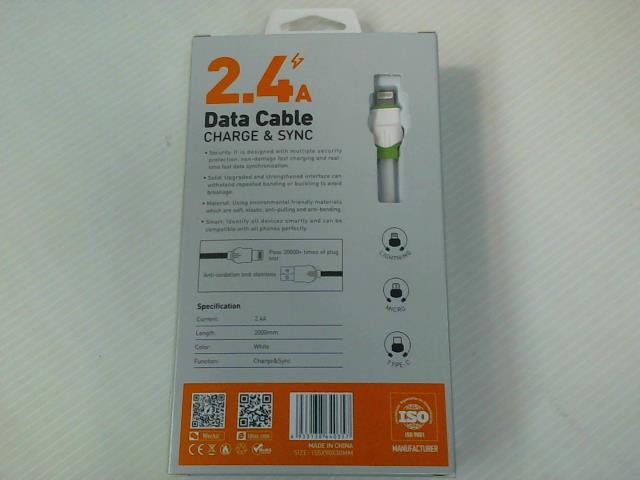 2.4A
Data Cable
CHARGE & SYNC
• Security: It is designed with multiple security
protection, non-damage fast charging and real-
time fast data synchronization.
• Solid: Upgraded and strengthened interface can
withstand repeated bending or buckling to avoid
breakage.
• Material: Using environmental friendly materials
which are soft, elastic, anti-pulling and anti-bending.
• Smart: Identify all devices smartly and can be
compatible with all phones perfectly.
Pass 20000+ times of plug
test
Anti-oxidation and stainless
LIGHTNING
MICRO
TYPE-C
Specification
Current: 2.4A
Length: 2000mm
Color: White
Function: Charge&Sync
Wechat
MADE IN CHINA
SIZE: 155X90X30MM
CE
RoHS
ISO
ISO 9001
MANUFACTURER